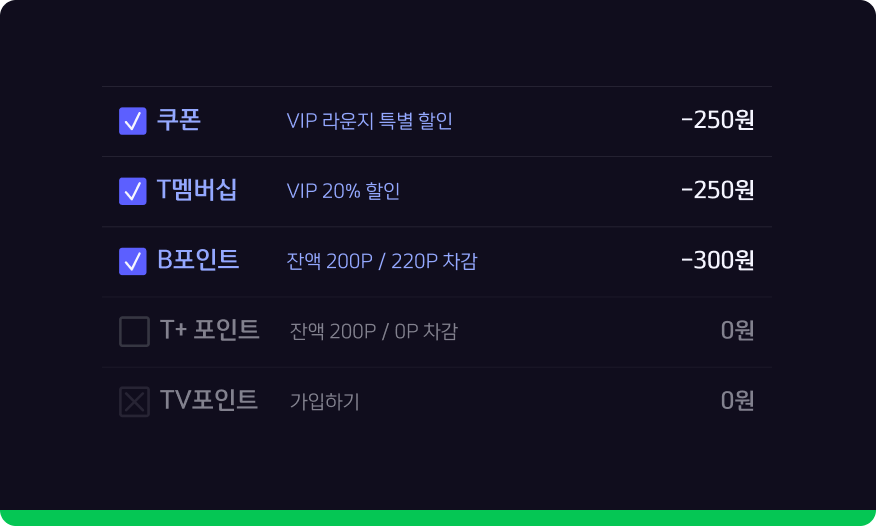 쿠폰 VIP 라운지 특별 할인 -250원
T멤버십 VIP 20% 할인 -250원
B포인트 잔액 200P / 220P 차감 -300원
T+ 포인트 잔액 200P / 0P 차감 0원
TV포인트 가입하기 0원